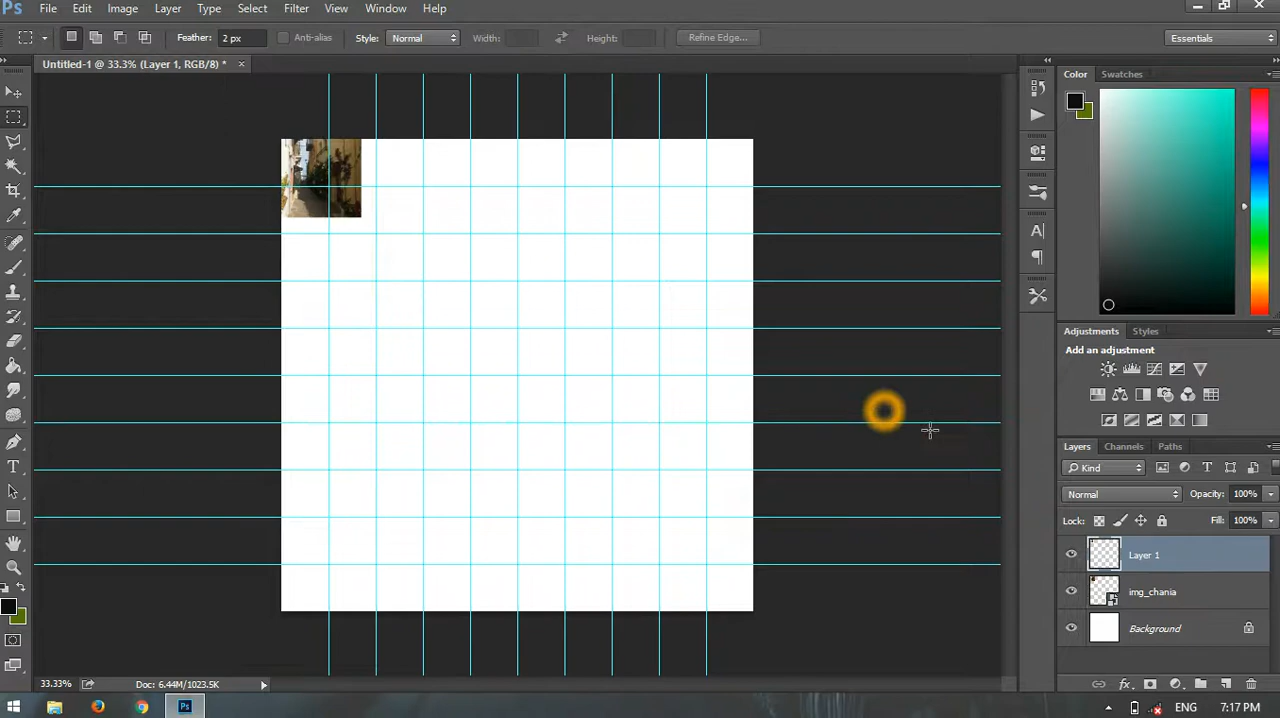 Ps File Edit Image Layer Type Select Filter View Window Help
Feather: 2 px Anti-alias Style: Normal Width: Height: Refine Edge... Essentials
Untitled-1 @ 33.3% (Layer 1, RGB/8) *
Color Swatches
Adjustments Styles
Add an adjustment
Layers Channels Paths
Kind
Normal Opacity: 100%
Lock: Fill: 100%
Layer 1
img_chania
Background
33.33% Doc: 6.44M/1023.5K
Ps ENG 7:17 PM